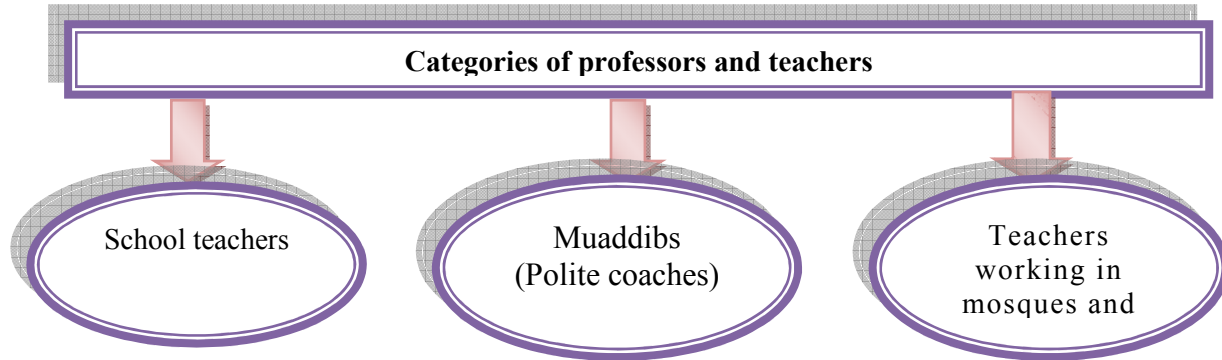 Categories of professors and teachers
School teachers
Muaddibs
(Polite coaches)
Teachers
working in
mosques and